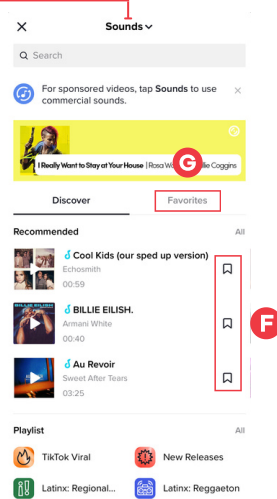 Sounds
Search
For sponsored videos, tap Sounds to use
commercial sounds.
I Really Want to Stay at Your House | Rosa W llie Coggins
G
Discover
Favorites
Recommended
All
Cool Kids (our sped up version)
Echosmith
00:59
BILLIE EILISH.
Armani White
00:40
F
Au Revoir
Sweet After Tears
03:25
Playlist
All
TikTok Viral
New Releases
Latinx: Regional...
Latinx: Reggaeton